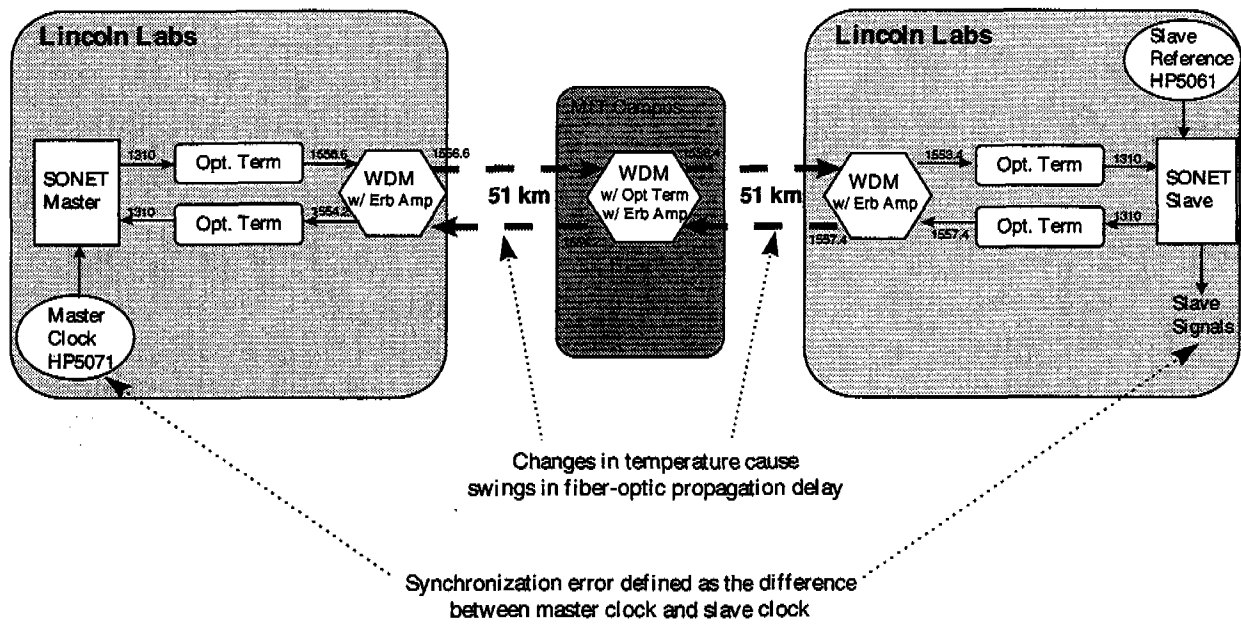 Lincoln Labs
SONET
Master
1310
Opt. Term
1556.6
1310
Opt. Term
1554.2
WDM
w/ Erb Amp
1556.6
Master
Clock
HP5071
51 km
WDM
w/ Opt Term
w/ Erb Amp
51 km
Lincoln Labs
Slave
Reference
HP5061
WDM
w/ Erb Amp
1557.4
Opt. Term
1310
1557.4
Opt. Term
1310
SONET
Slave
Slave
Signals
Changes in temperature cause
swings in fiber-optic propagation delay
Synchronization error defined as the difference
between master clock and slave clock